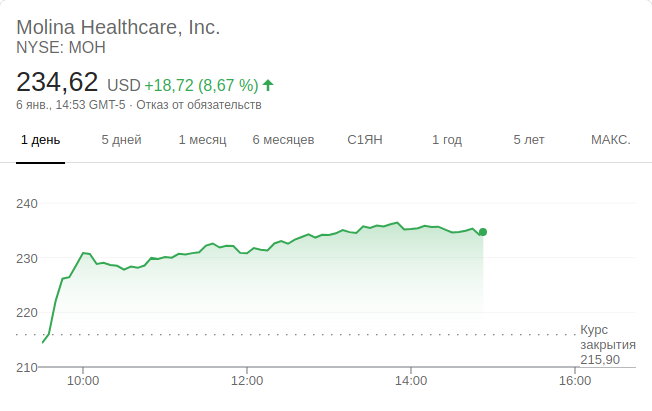 Molina Healthcare, Inc.
NYSE: MOH
234,62 USD +18,72 (8,67 %)
6 янв., 14:53 GMT-5 · Отказ от обязательств
1 день 5 дней 1 месяц 6 месяцев С1ЯН 1 год 5 лет МАКС.
240
230
220
210
Курс
закрытия
215,90
10:00 12:00 14:00 16:00